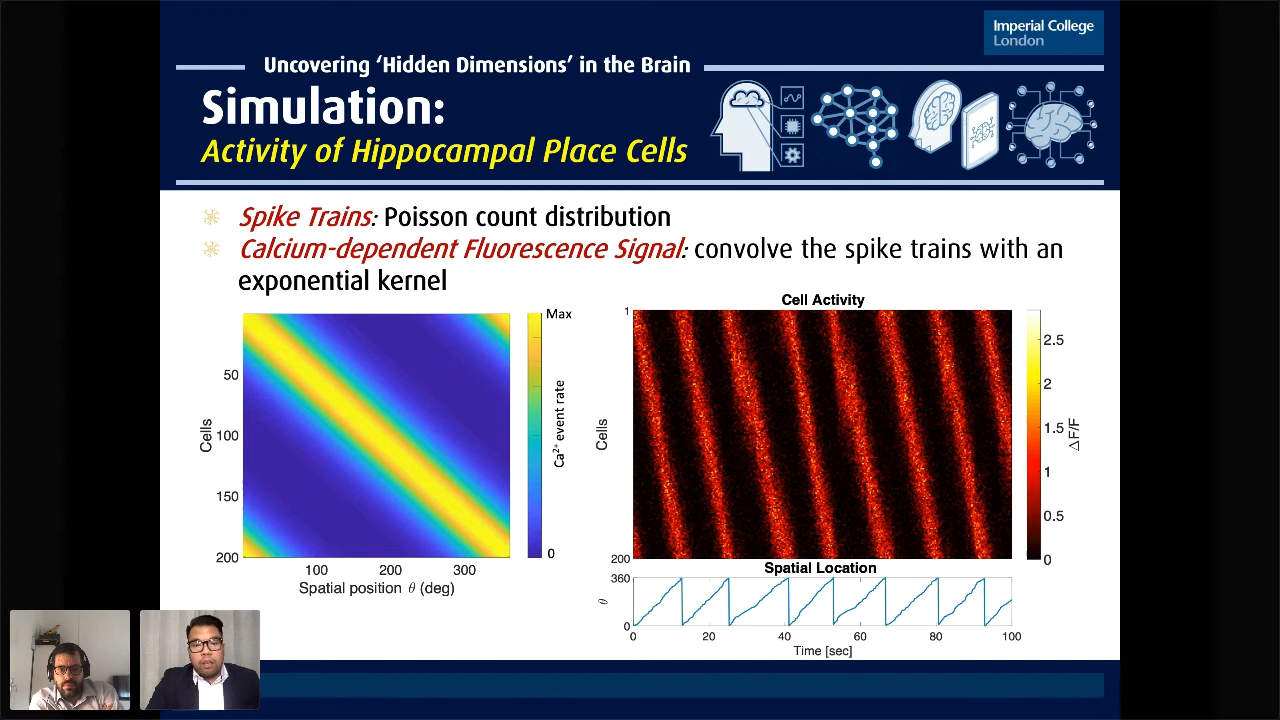 Imperial College
London
Uncovering ‘Hidden Dimensions’ in the Brain
Simulation:
Activity of Hippocampal Place Cells
Spike Trains: Poisson count distribution
Calcium-dependent Fluorescence Signal: convolve the spike trains with an
exponential kernel
Max
50
100
150
200
Cells
100
200
300
Spatial position θ (deg)
0
Ca²⁺ event rate
Cell Activity
1
200
Cells
2.5
2
1.5
1
0.5
0
ΔF/F
Spatial Location
360
0
θ
0
20
40
60
80
100
Time [sec]